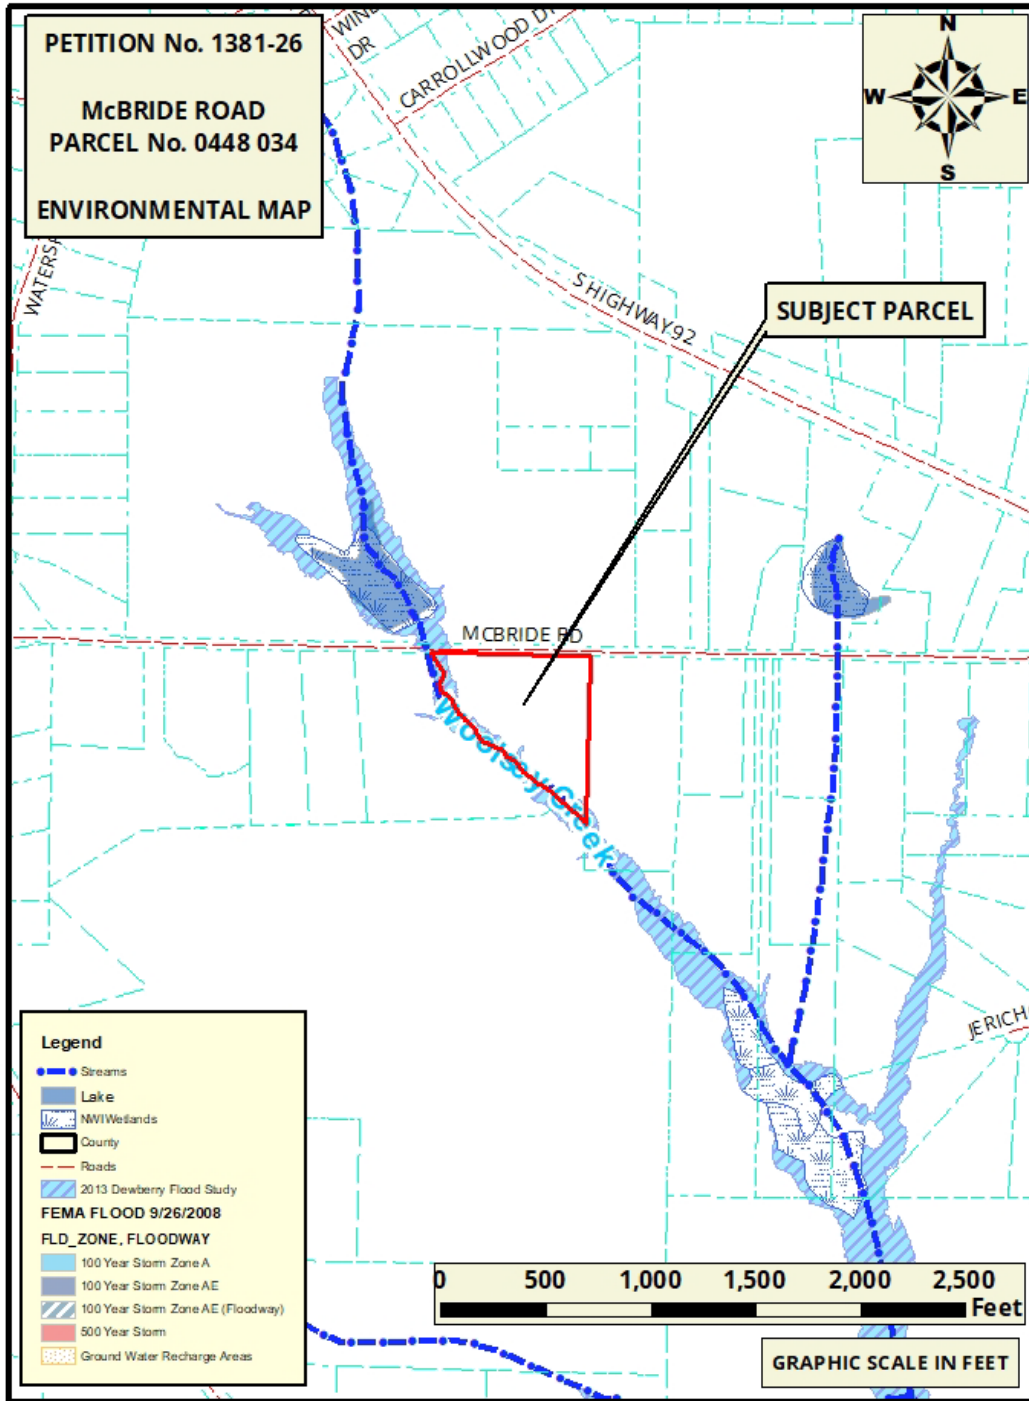 PETITION No. 1381-26
McBRIDE ROAD
PARCEL No. 0448 034
ENVIRONMENTAL MAP
DR
CARROLLWOOD
N
W
E
S
S HIGHWAY 92
SUBJECT PARCEL
MCBRIDE RD
Woolsey Creek
Legend
Streams
Lake
NWI Wetlands
County
Roads
2013 Dewberry Flood Study
FEMA FLOOD 9/26/2008
FLD_ZONE, FLOODWAY
100 Year Storm Zone A
100 Year Storm Zone AE
100 Year Storm Zone AE (Floodway)
500 Year Storm
Ground Water Recharge Areas
0 500 1,000 1,500 2,000 2,500
Feet
GRAPHIC SCALE IN FEET